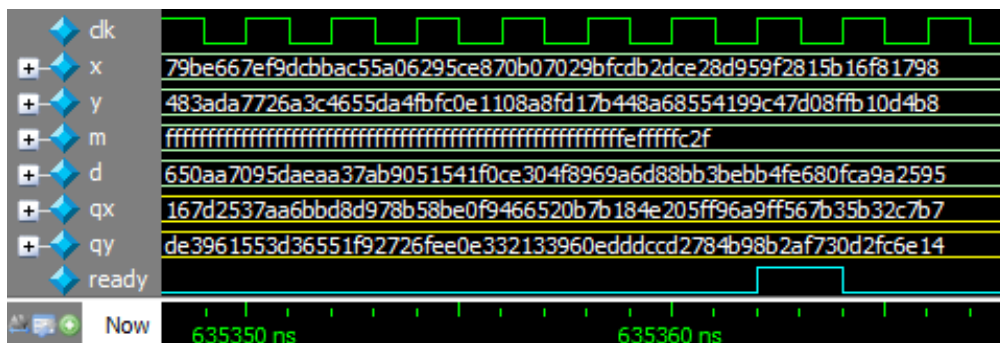 clk
x 79be667ef9dcbbac55a06295ce870b07029bfcdb2dce28d959f2815b16f81798
y 483ada7726a3c4655da4fbfc0e1108a8fd17b448a68554199c47d08ffb10d4b8
m fffffffffffffffffffffffffffffffffffffffffffffffffffffffefffffc2f
d 650aa7095daeaa37ab9051541f0ce304f8969a6d88bb3bebb4fe680fca9a2595
qx 167d2537aa6bbd8d978b58be0f9466520b7b184e205ff96a9ff567b35b32c7b7
qy de3961553d36551f92726fee0e332133960edddccd2784b98b2af730d2fc6e14
ready
Now 635350 ns 635360 ns